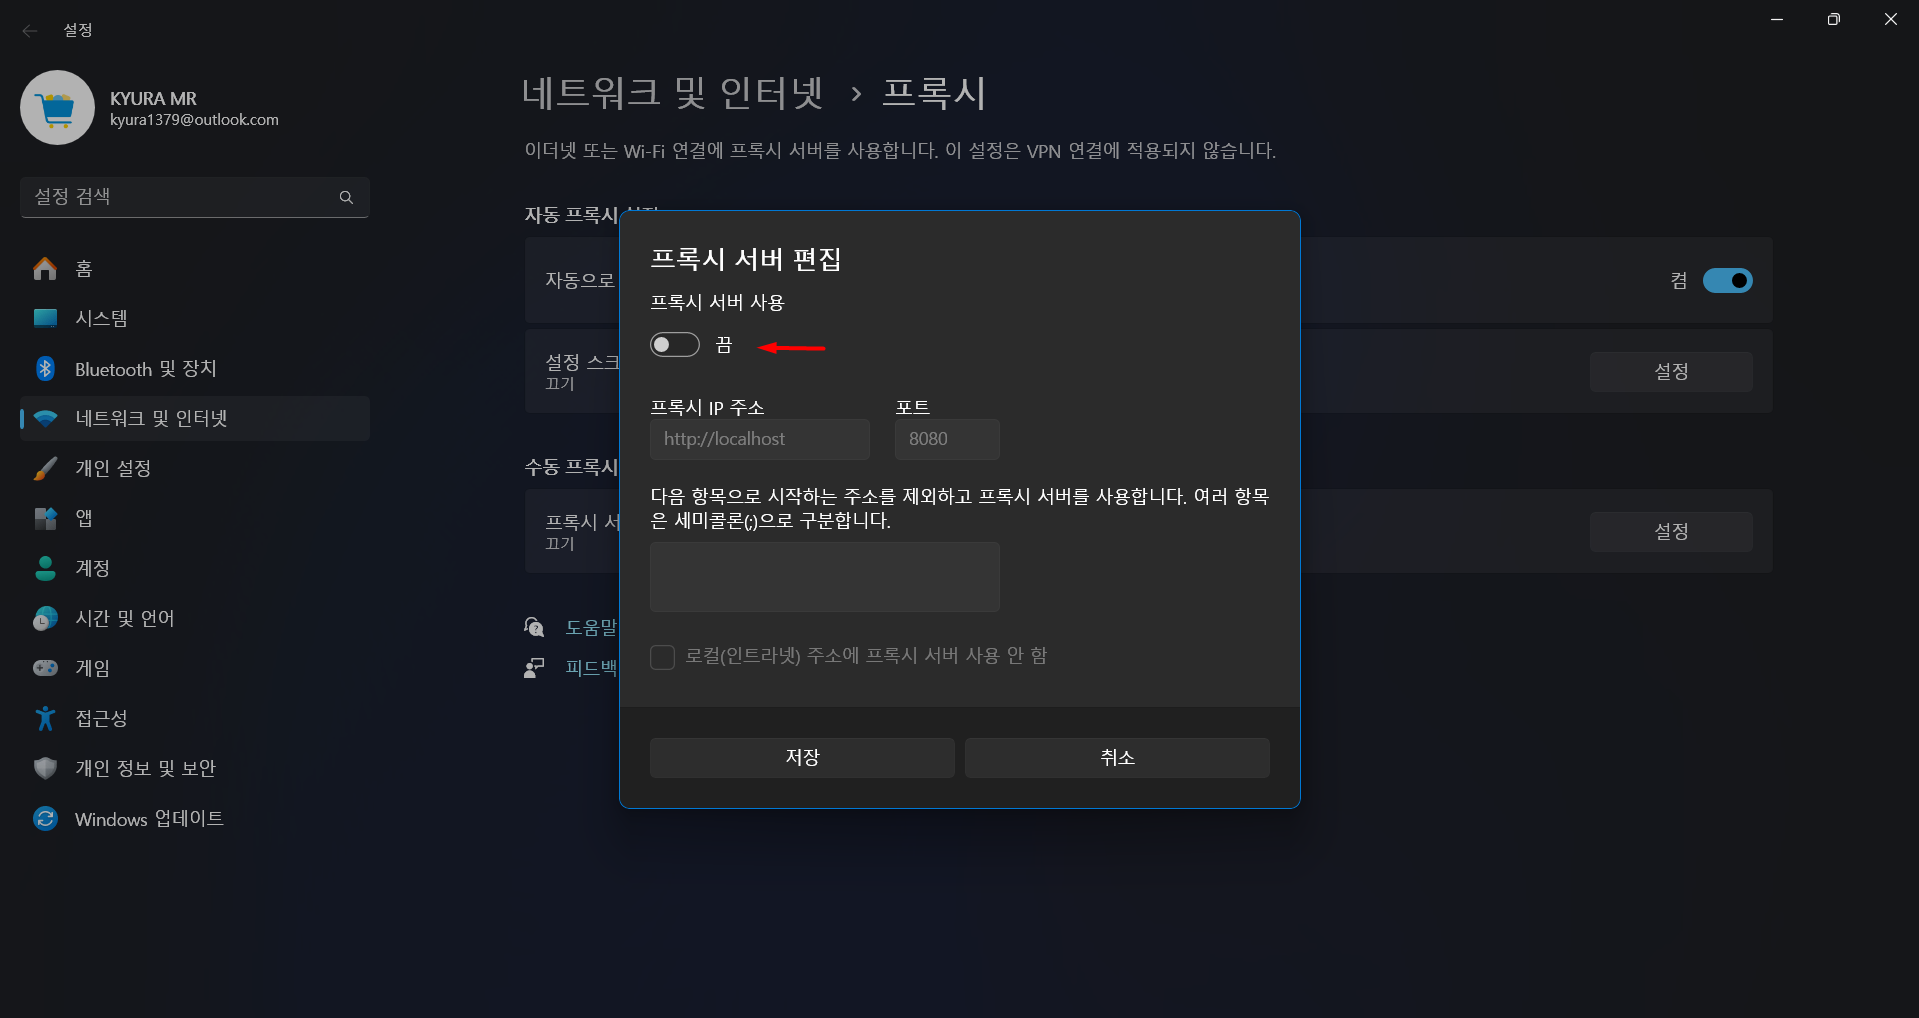 설정
KYURA MR
kyura1379@outlook.com
설정 검색
홈
시스템
Bluetooth 및 장치
네트워크 및 인터넷
개인 설정
앱
계정
시간 및 언어
게임
접근성
개인 정보 및 보안
Windows 업데이트
네트워크 및 인터넷 › 프록시
이더넷 또는 Wi-Fi 연결에 프록시 서버를 사용합니다. 이 설정은 VPN 연결에 적용되지 않습니다.
자동 프록시
자동으로
켬
설정 스크
끄기
설정
수동 프록시
프록시 서
끄기
설정
도움말
피드백
프록시 서버 편집
프록시 서버 사용
끔
프록시 IP 주소 포트
http://localhost 8080
다음 항목으로 시작하는 주소를 제외하고 프록시 서버를 사용합니다. 여러 항목
은 세미콜론(;)으로 구분합니다.
로컬(인트라넷) 주소에 프록시 서버 사용 안 함
저장 취소